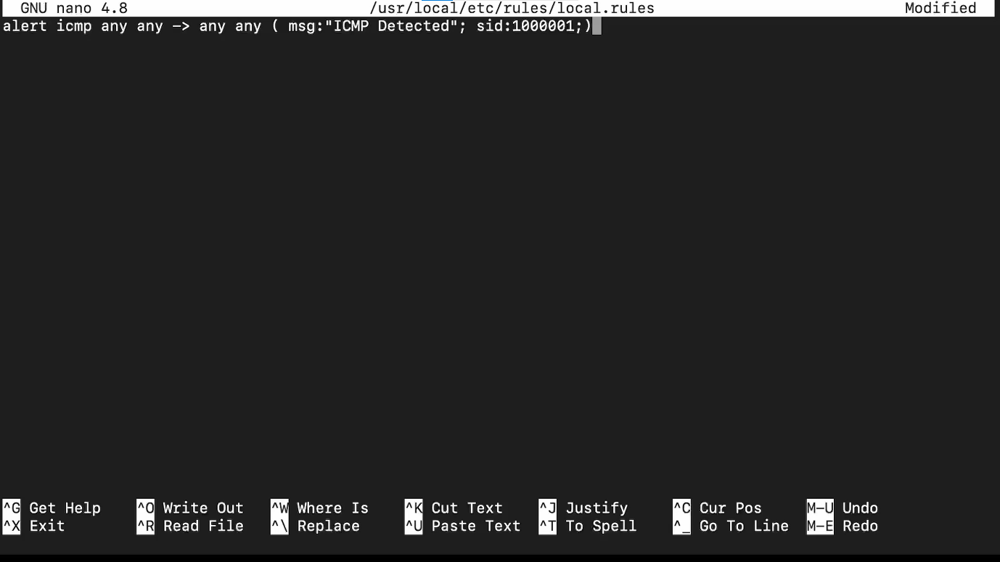 GNU nano 4.8 /usr/local/etc/rules/local.rules Modified
alert icmp any any -> any any ( msg:"ICMP Detected"; sid:1000001;)
^G Get Help ^O Write Out ^W Where Is ^K Cut Text ^J Justify ^C Cur Pos M-U Undo
^X Exit ^R Read File ^\ Replace ^U Paste Text ^T To Spell ^_ Go To Line M-E Redo